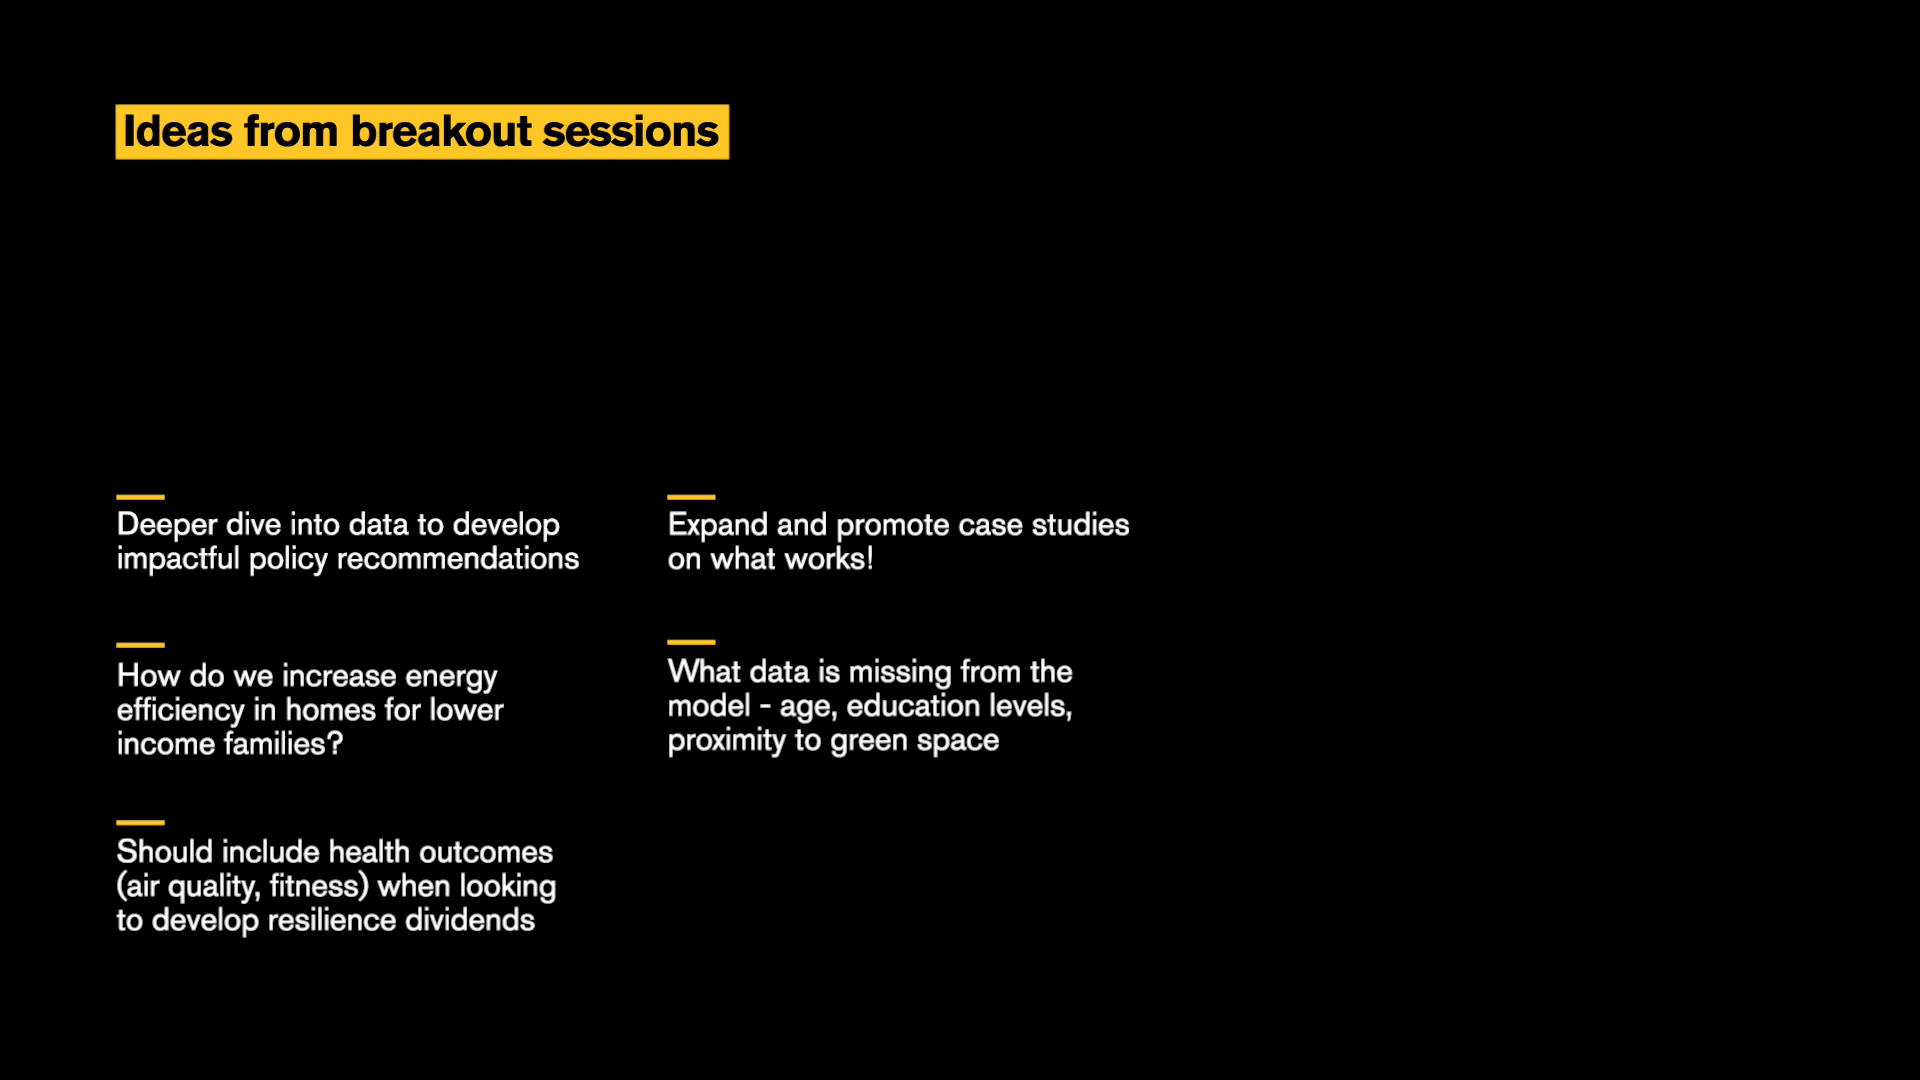 Ideas from breakout sessions
Deeper dive into data to develop
impactful policy recommendations
How do we increase energy
efficiency in homes for lower
income families?
Should include health outcomes
(air quality, fitness) when looking
to develop resilience dividends
Expand and promote case studies
on what works!
What data is missing from the
model - age, education levels,
proximity to green space